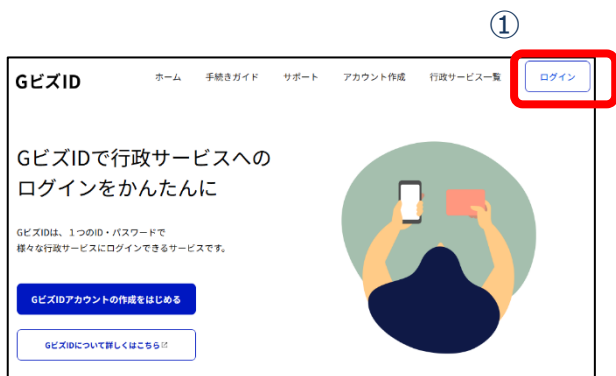 ①
GビズID
ホーム 手続きガイド サポート アカウント作成 行政サービス一覧 ログイン
GビズIDで行政サービスへの
ログインをかんたんに
GビズIDは、1つのID・パスワードで
様々な行政サービスにログインできるサービスです。
GビズIDアカウントの作成をはじめる
GビズIDについて詳しくはこちら